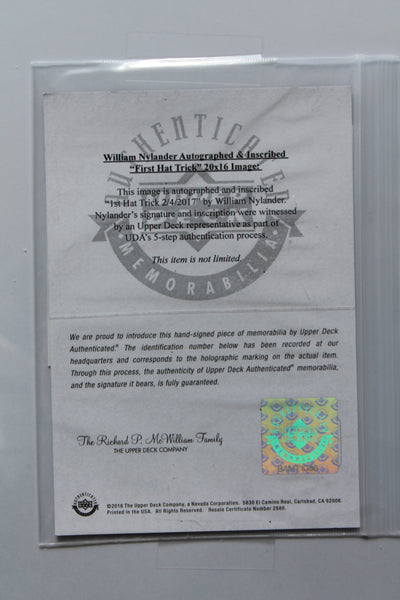 AUTHENTICATED
William Nylander Autographed & Inscribed
“First Hat Trick” 20x16 Image:
This image is autographed and inscribed
“1st Hat Trick 2/4/2017” by William Nylander.
Nylander's signature and inscription were witnessed
by an Upper Deck representative as part of
UDA's 5-step authentication process.
MEMORABILIA
This item is not limited.
We are proud to introduce this hand-signed piece of memorabilia by Upper Deck
Authenticated.® The identification number below has been recorded at our
headquarters and corresponds to the holographic marking on the actual item.
Through this process, the authenticity of Upper Deck Authenticated® memorabilia,
and the signature it bears, is fully guaranteed.
The Richard P. McWilliam Family
THE UPPER DECK COMPANY
©2016 The Upper Deck Company, a Nevada Corporation. 5830 El Camino Real, Carlsbad, CA 92008.
Printed in the USA. All Rights Reserved. Resale Certificate Number 2580.